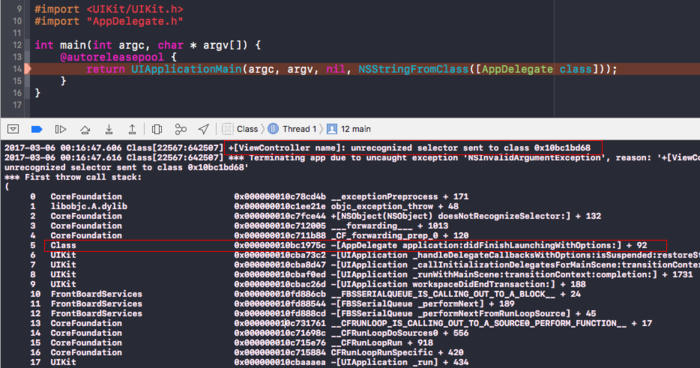 9 #import <UIKit/UIKit.h>
10 #import "AppDelegate.h"
11
12 int main(int argc, char * argv[]) {
13 @autoreleasepool {
14 return UIApplicationMain(argc, argv, nil, NSStringFromClass([AppDelegate class]));
15 }
16 }
17
Class Thread 1 12 main
2017-03-06 00:16:47.606 Class[22567:642507] +[ViewController name]: unrecognized selector sent to class 0x10bc1bd68
2017-03-06 00:16:47.616 Class[22567:642507] *** Terminating app due to uncaught exception 'NSInvalidArgumentException', reason: '+[ViewCo
unrecognized selector sent to class 0x10bc1bd68'
*** First throw call stack:
(
0 CoreFoundation 0x000000010c78cd4b __exceptionPreprocess + 171
1 libobjc.A.dylib 0x000000010c1ee21e objc_exception_throw + 48
2 CoreFoundation 0x000000010c7fce44 +[NSObject(NSObject) doesNotRecognizeSelector:] + 132
3 CoreFoundation 0x000000010c712005 ___forwarding___ + 1013
4 CoreFoundation 0x000000010c711b88 _CF_forwarding_prep_0 + 120
5 Class 0x000000010bc1975c -[AppDelegate application:didFinishLaunchingWithOptions:] + 92
6 UIKit 0x000000010cba73c2 -[UIApplication _handleDelegateCallbacksWithOptions:isSuspended:restoreSt
7 UIKit 0x000000010cba8d47 -[UIApplication _callInitializationDelegatesForMainScene:transitionContex
8 UIKit 0x000000010cbaf0ed -[UIApplication _runWithMainScene:transitionContext:completion:] + 1731
9 UIKit 0x000000010cbac26d -[UIApplication workspaceDidEndTransaction:] + 188
10 FrontBoardServices 0x000000010fd886cb __FBSSERIALQUEUE_IS_CALLING_OUT_TO_A_BLOCK__ + 24
11 FrontBoardServices 0x000000010fd88544 -[FBSSerialQueue _performNext] + 189
12 FrontBoardServices 0x000000010fd888cd -[FBSSerialQueue _performNextFromRunLoopSource] + 45
13 CoreFoundation 0x000000010c731761 __CFRUNLOOP_IS_CALLING_OUT_TO_A_SOURCE0_PERFORM_FUNCTION__ + 17
14 CoreFoundation 0x000000010c71698c __CFRunLoopDoSources0 + 556
15 CoreFoundation 0x000000010c715e76 __CFRunLoopRun + 918
16 CoreFoundation 0x000000010c715884 CFRunLoopRunSpecific + 420
17 UIKit 0x000000010cbaaaea -[UIApplication _run] + 434